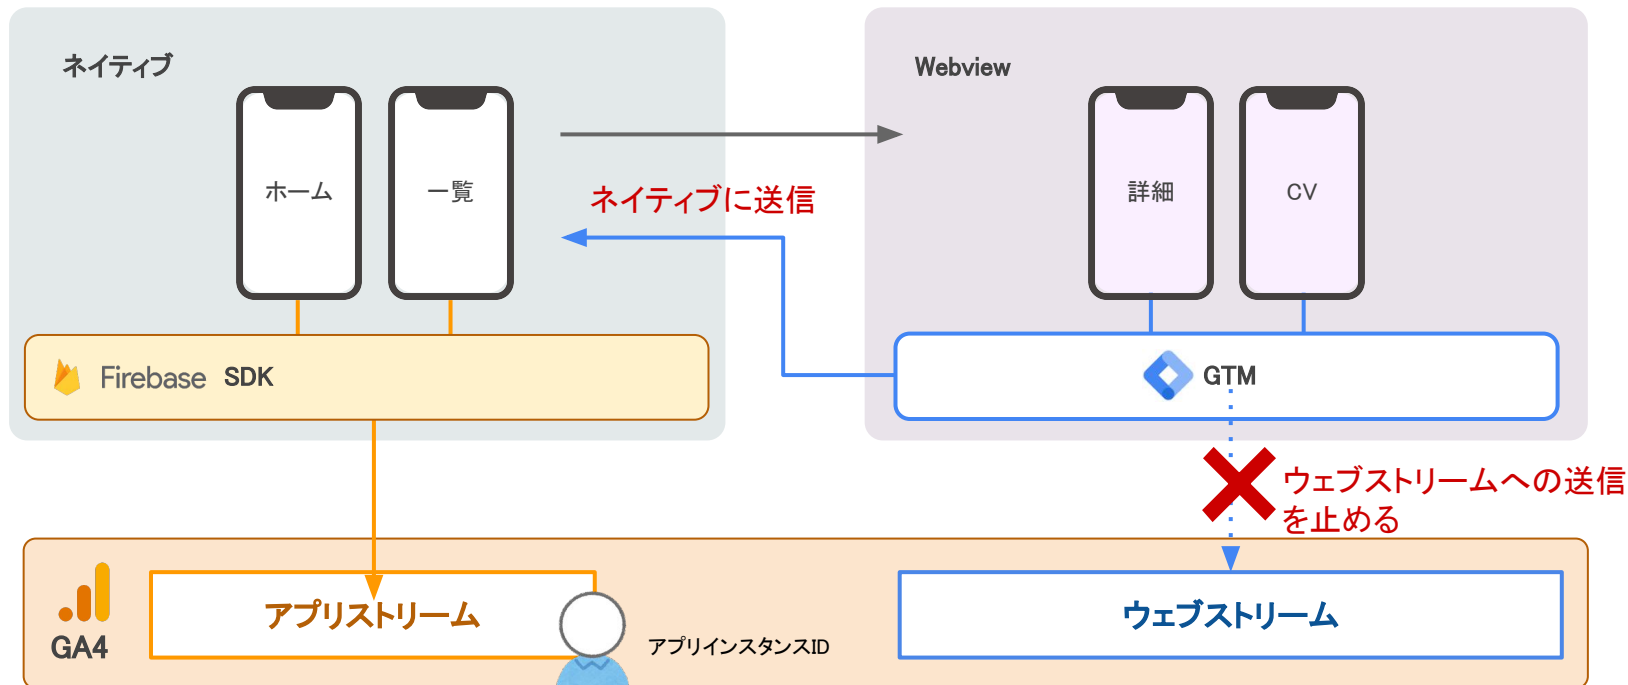 ネイティブ
Webview
ホーム
一覧
詳細
CV
ネイティブに送信
Firebase SDK
GTM
ウェブストリームへの送信
を止める
GA4
アプリストリーム
アプリインスタンスID
ウェブストリーム